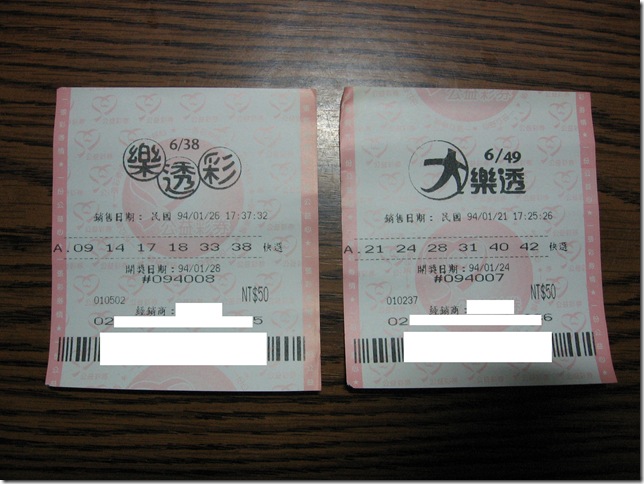 6/38
樂透彩
銷售日期: 民國 94/01/26 17:37:32
A.09 14 17 18 33 38 快選
開獎日期:94/01/28
#094008
NT$50
010502
經銷商:
02
5
6/49
大樂透
銷售日期: 民國 94/01/21 17:25:26
A.21 24 28 31 40 42 快選
開獎日期:94/01/24
#094007
NT$50
010237
經銷商:
02
6